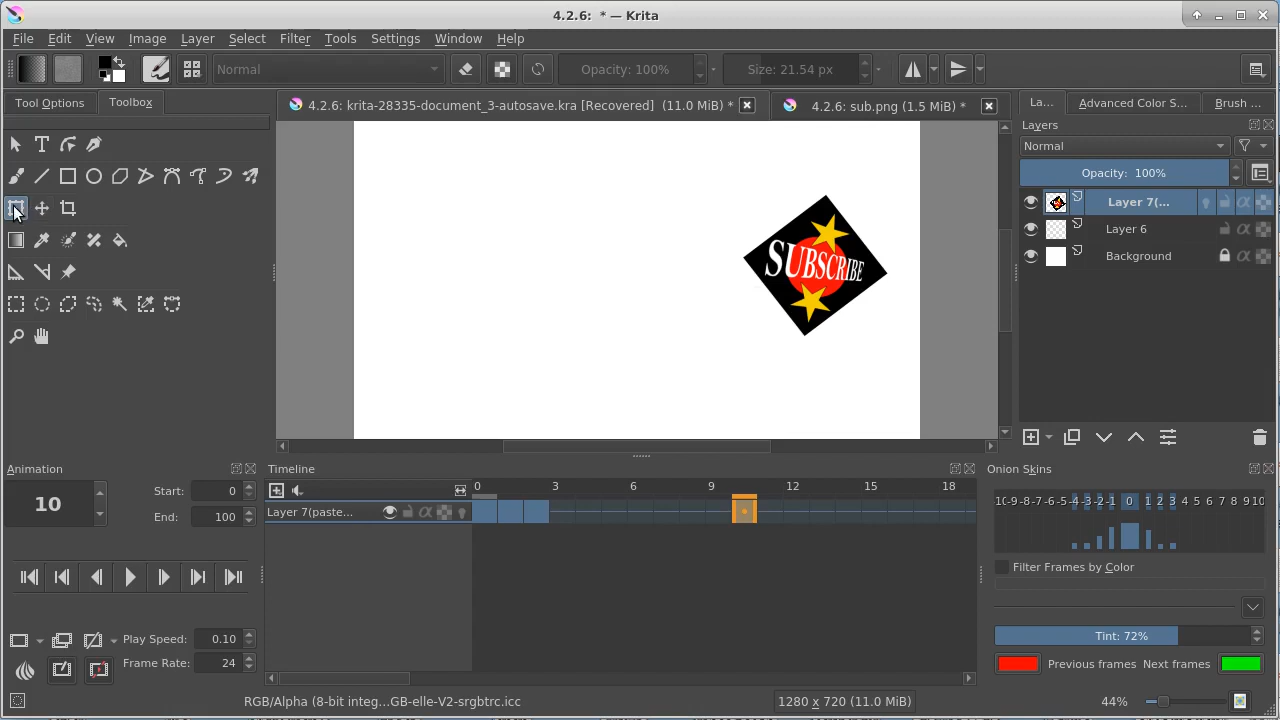 4.2.6:  * — Krita
File Edit View Image Layer Select Filter Tools Settings Window Help
Normal Opacity: 100% Size: 21.54 px
Tool Options Toolbox 4.2.6: krita-28335-document_3-autosave.kra [Recovered]  (11.0 MiB) * 4.2.6: sub.png (1.5 MiB) * La... Advanced Color S... Brush ...
Layers
Normal
Opacity:  100%
Layer 7(...
Layer 6
Background
SUBSCRIBE
Animation Timeline Onion Skins
10 Start: 0
End: 100
0 3 6 9 12 15 18
Layer 7(paste...
10-9-8-7-6-5-4-3-2-1 0 1 2 3 4 5 6 7 8 9 10
Filter Frames by Color
Play Speed: 0.10
Frame Rate: 24
Tint: 72%
Previous frames Next frames
RGB/Alpha (8-bit integ...GB-elle-V2-srgbtrc.icc 1280 x 720 (11.0 MiB) 44%